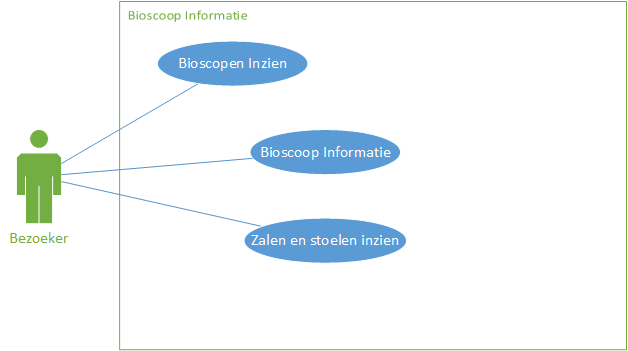 Bioscoop Informatie
Bioscopen Inzien
Bioscoop Informatie
Bezoeker
Zalen en stoelen inzien